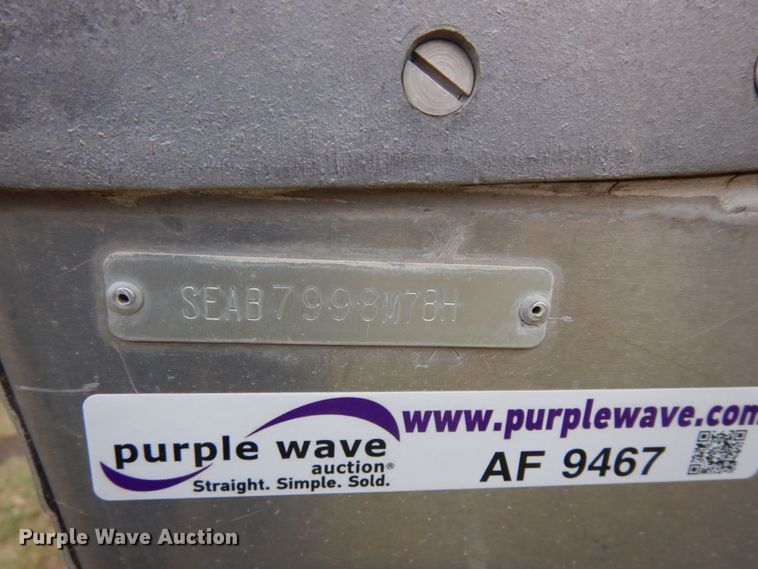 SEAB7998M78H
purple wave
auction®
Straight. Simple. Sold.
www.purplewave.com
AF 9467
Purple Wave Auction